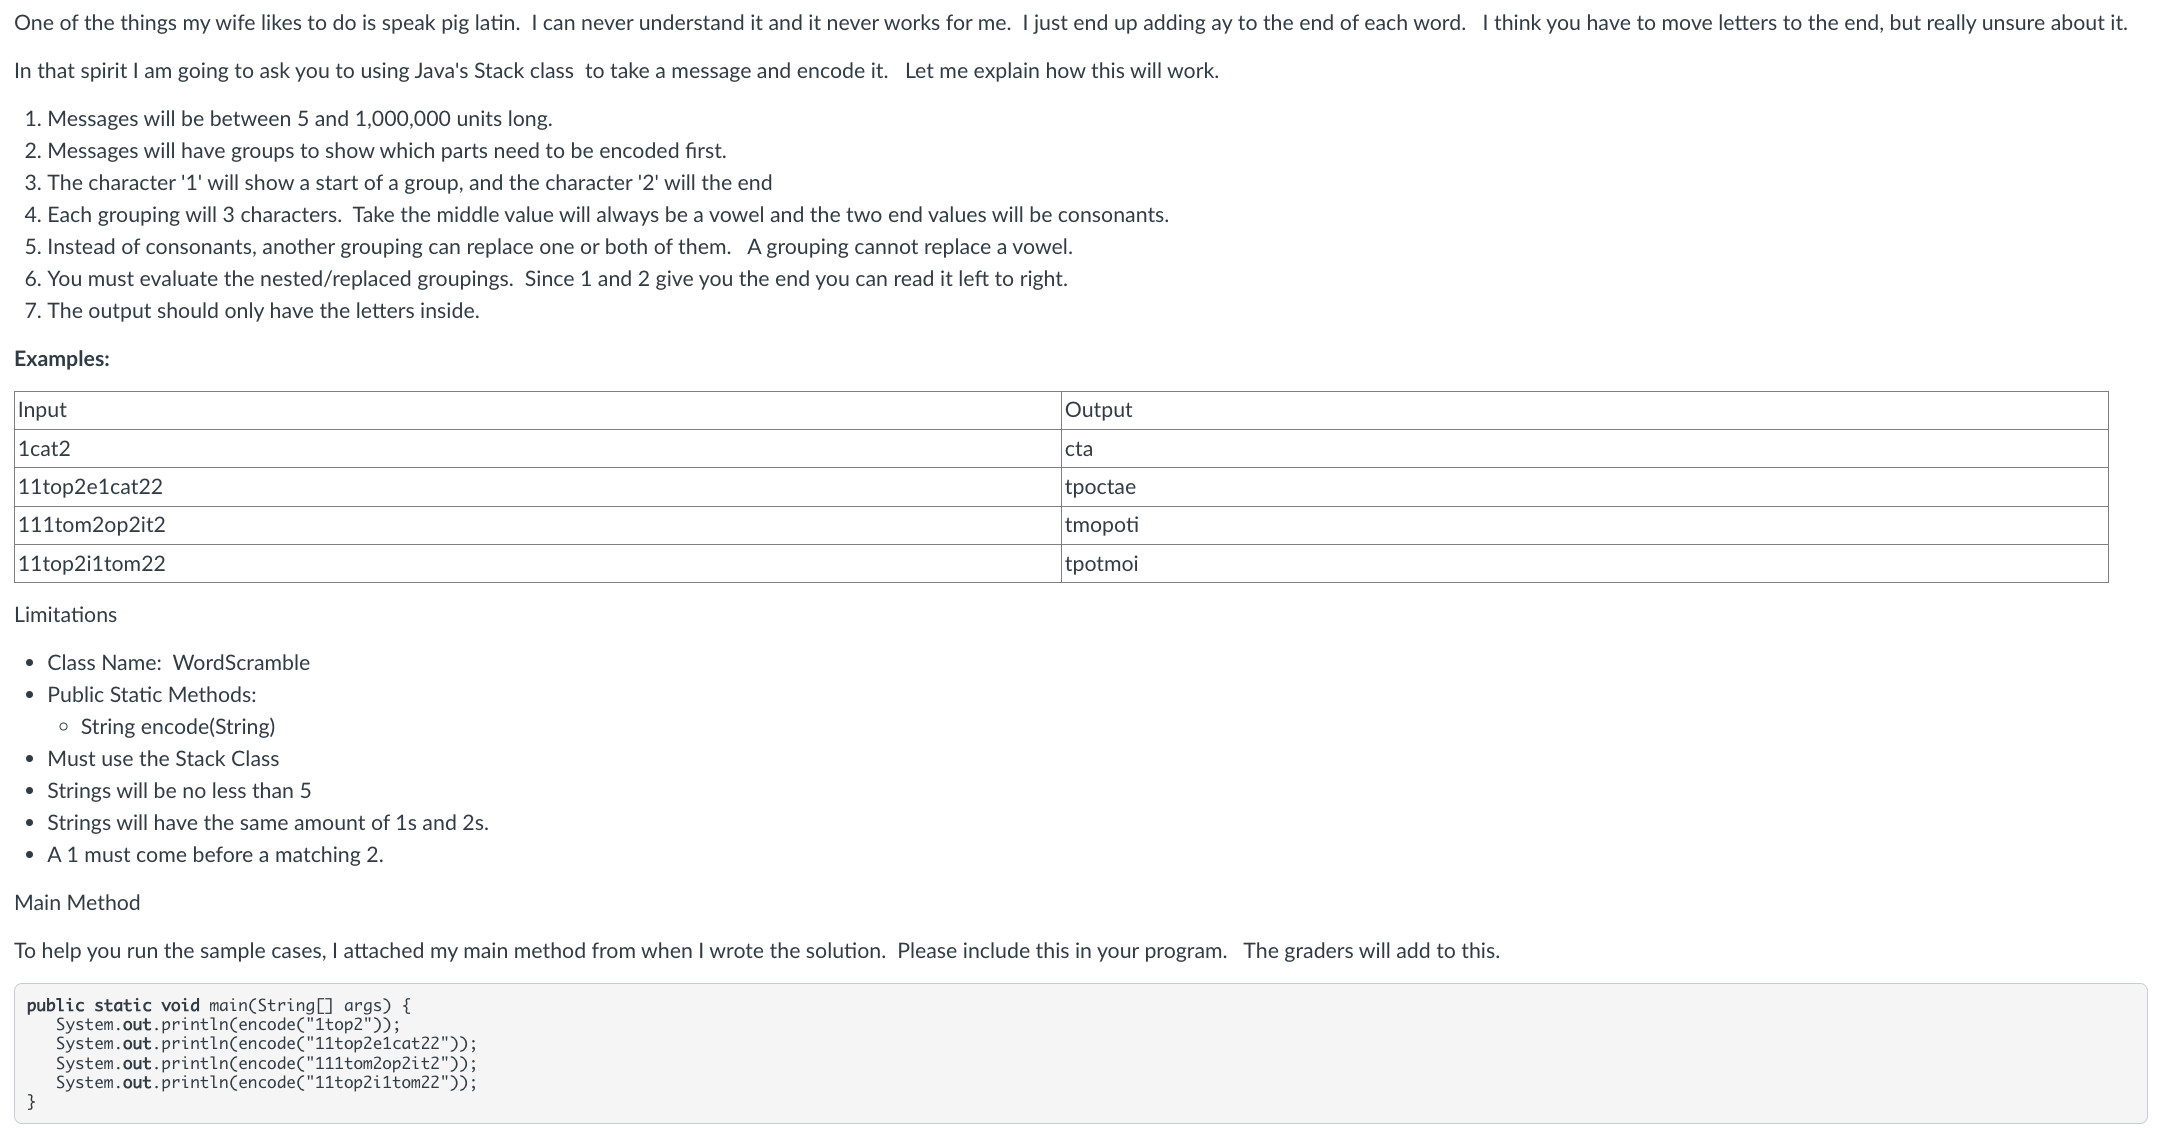 One of the things my wife likes to do is speak pig latin.  I can never understand it and it never works for me.  I just end up adding ay to the end of each word.   I think you have to move letters to the end, but really unsure about it.
In that spirit I am going to ask you to using Java's Stack class  to take a message and encode it.   Let me explain how this will work.
1. Messages will be between 5 and 1,000,000 units long.
2. Messages will have groups to show which parts need to be encoded first.
3. The character '1' will show a start of a group, and the character '2' will the end
4. Each grouping will 3 characters.  Take the middle value will always be a vowel and the two end values will be consonants.
5. Instead of consonants, another grouping can replace one or both of them.   A grouping cannot replace a vowel.
6. You must evaluate the nested/replaced groupings.  Since 1 and 2 give you the end you can read it left to right.
7. The output should only have the letters inside.
Examples:
Input Output
1cat2 cta
11top2e1cat22 tpoctae
111tom2op2it2 tmopoti
11top2i1tom22 tpotmoi
Limitations
• Class Name:  WordScramble
• Public Static Methods:
◦ String encode(String)
• Must use the Stack Class
• Strings will be no less than 5
• Strings will have the same amount of 1s and 2s.
• A 1 must come before a matching 2.
Main Method
To help you run the sample cases, I attached my main method from when I wrote the solution.  Please include this in your program.   The graders will add to this.
public static void main(String[] args) {
   System.out.println(encode("1top2"));
   System.out.println(encode("11top2e1cat22"));
   System.out.println(encode("111tom2op2it2"));
   System.out.println(encode("11top2i1tom22"));
}